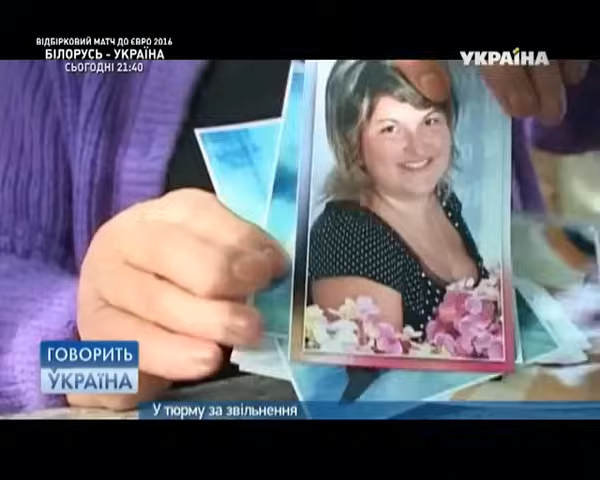 ВІДБІРКОВИЙ МАТЧ ДО ЄВРО 2016
БІЛОРУСЬ - УКРАЇНА
СЬОГОДНІ 21:40
УКРАЇНА
ГОВОРИТЬ
УКРАЇНА
У тюрму за звільнення